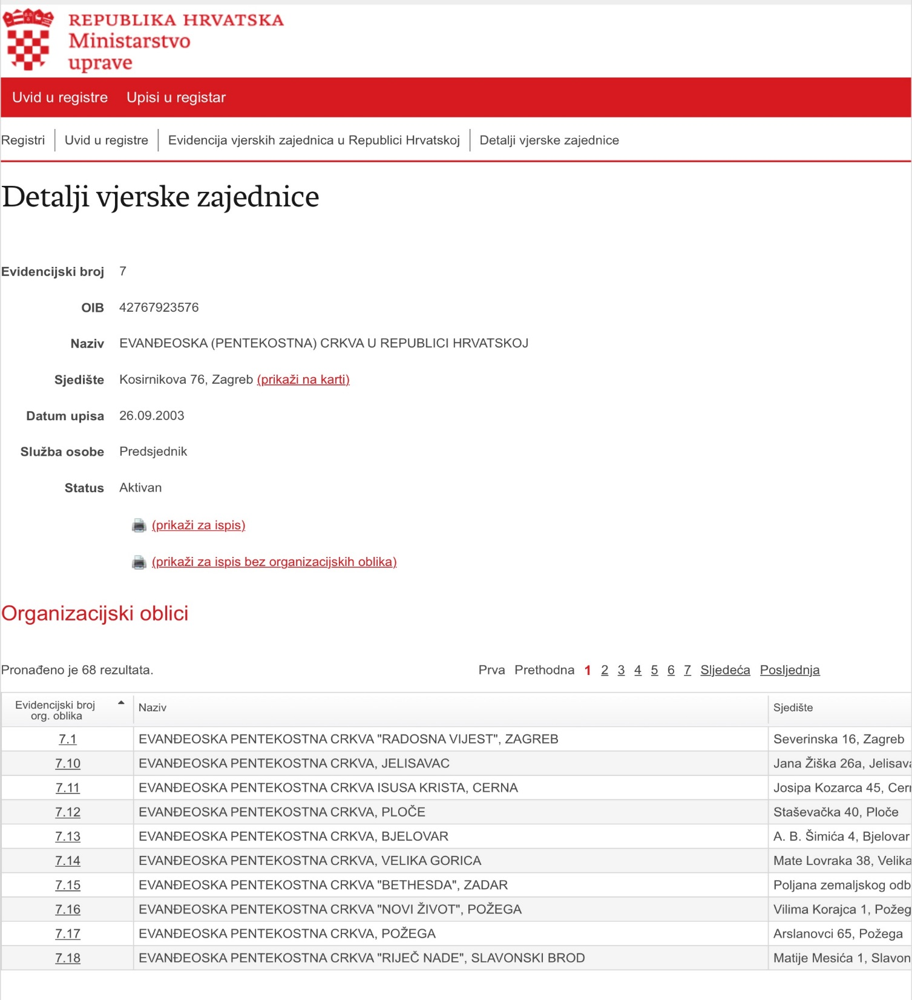 REPUBLIKA HRVATSKA
Ministarstvo
uprave
Uvid u registre Upisi u registar
Registri Uvid u registre Evidencija vjerskih zajednica u Republici Hrvatskoj Detalji vjerske zajednice
Detalji vjerske zajednice
Evidencijski broj 7
OIB 42767923576
Naziv EVANĐEOSKA (PENTEKOSTNA) CRKVA U REPUBLICI HRVATSKOJ
Sjedište Kosirnikova 76, Zagreb (prikaži na karti)
Datum upisa 26.09.2003
Služba osobe Predsjednik
Status Aktivan
(prikaži za ispis)
(prikaži za ispis bez organizacijskih oblika)
Organizacijski oblici
Pronađeno je 68 rezultata. Prva Prethodna 1 2 3 4 5 6 7 Sljedeća Posljednja
Evidencijski broj
org. oblika Naziv Sjedište
7.1 EVANĐEOSKA PENTEKOSTNA CRKVA "RADOSNA VIJEST", ZAGREB Severinska 16, Zagreb
7.10 EVANĐEOSKA PENTEKOSTNA CRKVA, JELISAVAC Jana Žiška 26a, Jelisava
7.11 EVANĐEOSKA PENTEKOSTNA CRKVA ISUSA KRISTA, CERNA Josipa Kozarca 45, Cer
7.12 EVANĐEOSKA PENTEKOSTNA CRKVA, PLOČE Staševačka 40, Ploče
7.13 EVANĐEOSKA PENTEKOSTNA CRKVA, BJELOVAR A. B. Šimića 4, Bjelovar
7.14 EVANĐEOSKA PENTEKOSTNA CRKVA, VELIKA GORICA Mate Lovraka 38, Velika
7.15 EVANĐEOSKA PENTEKOSTNA CRKVA "BETHESDA", ZADAR Poljana zemaljskog odb
7.16 EVANĐEOSKA PENTEKOSTNA CRKVA "NOVI ŽIVOT", POŽEGA Vilima Korajca 1, Požeg
7.17 EVANĐEOSKA PENTEKOSTNA CRKVA, POŽEGA Arslanovci 65, Požega
7.18 EVANĐEOSKA PENTEKOSTNA CRKVA "RIJEČ NADE", SLAVONSKI BROD Matije Mesića 1, Slavon